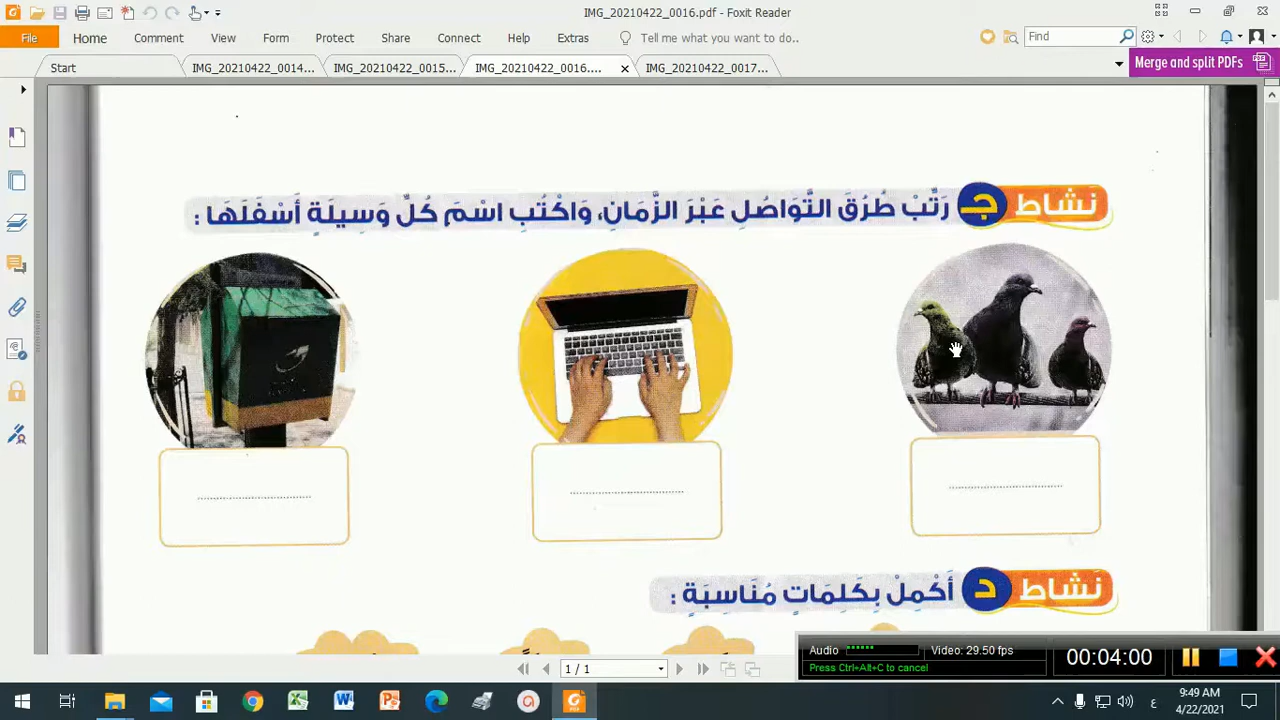 IMG_20210422_0016.pdf - Foxit Reader
File Home Comment View Form Protect Share Connect Help Extras Tell me what you want to do.. Find
Start IMG_20210422_0014... IMG_20210422_0015... IMG_20210422_0016.... IMG_20210422_0017... Merge and split PDFs
نَشاط جـ رَتِّبْ طُرُقَ التَّوَاصُلِ عَبْرَ الزَّمَانِ، وَاكْتُبِ اسْمَ كُلِّ وَسِيلَةٍ أَسْفَلَهَا :
نَشاط د أَكْمِلْ بِكَلِمَاتٍ مُنَاسِبَةٍ :
Audio Video: 29.50 fps
Press Ctrl+Alt+C to cancel
00:04:00
1 / 1
9:49 AM
ع
4/22/2021